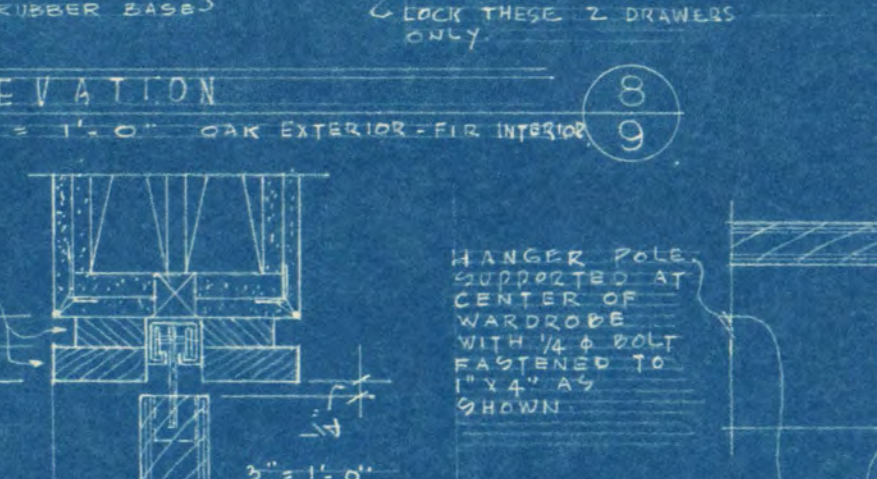 RUBBER BASE
LOCK THESE 2 DRAWERS
ONLY.
EVATION
= 1'-0" OAK EXTERIOR - FIR INTERIOR
8
9
HANGER POLE
SUPPORTED AT
CENTER OF
WARDROBE
WITH 1/4 φ BOLT
FASTENED TO
1" X 4" AS
SHOWN
3" = 1'-0"